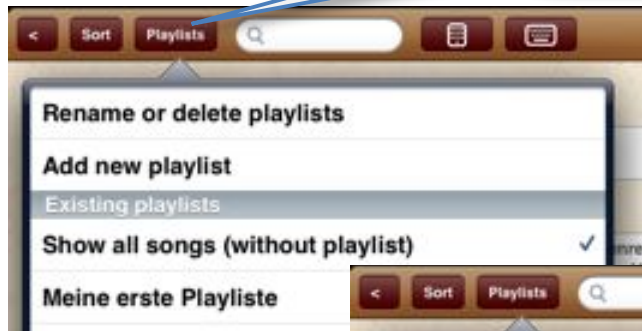 < Sort Playlists
Rename or delete playlists
Add new playlist
Existing playlists
Show all songs (without playlist)
Meine erste Playliste
< Sort Playlists